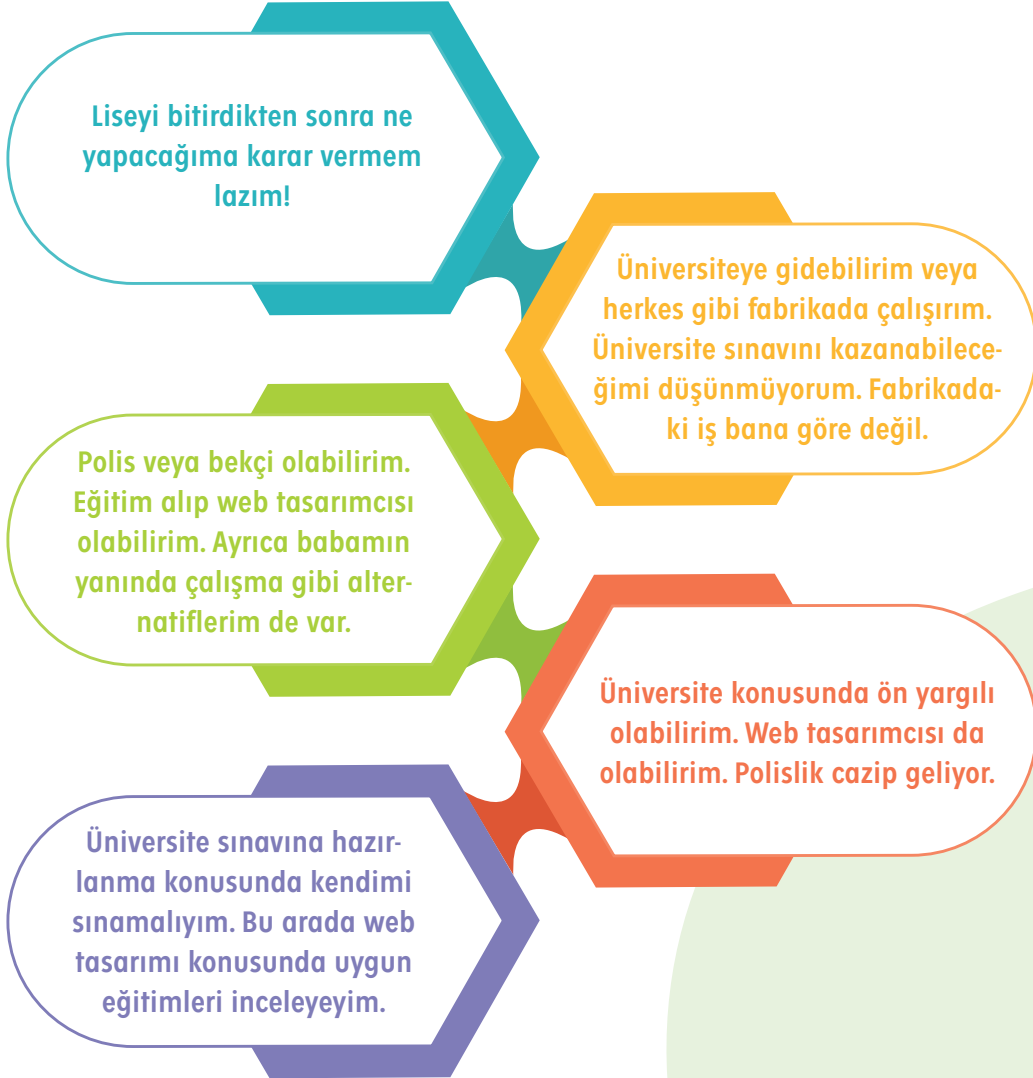 Liseyi bitirdikten sonra ne
yapacağıma karar vermem
lazım!
Üniversiteye gidebilirim veya
herkes gibi fabrikada çalışırım.
Üniversite sınavını kazanabilece-
ğimi düşünmüyorum. Fabrikada-
ki iş bana göre değil.
Polis veya bekçi olabilirim.
Eğitim alıp web tasarımcısı
olabilirim. Ayrıca babamın
yanında çalışma gibi alter-
natiflerim de var.
Üniversite konusunda ön yargılı
olabilirim. Web tasarımcısı da
olabilirim. Polislik cazip geliyor.
Üniversite sınavına hazır-
lanma konusunda kendimi
sınamalıyım. Bu arada web
tasarımı konusunda uygun
eğitimleri inceleyeyim.